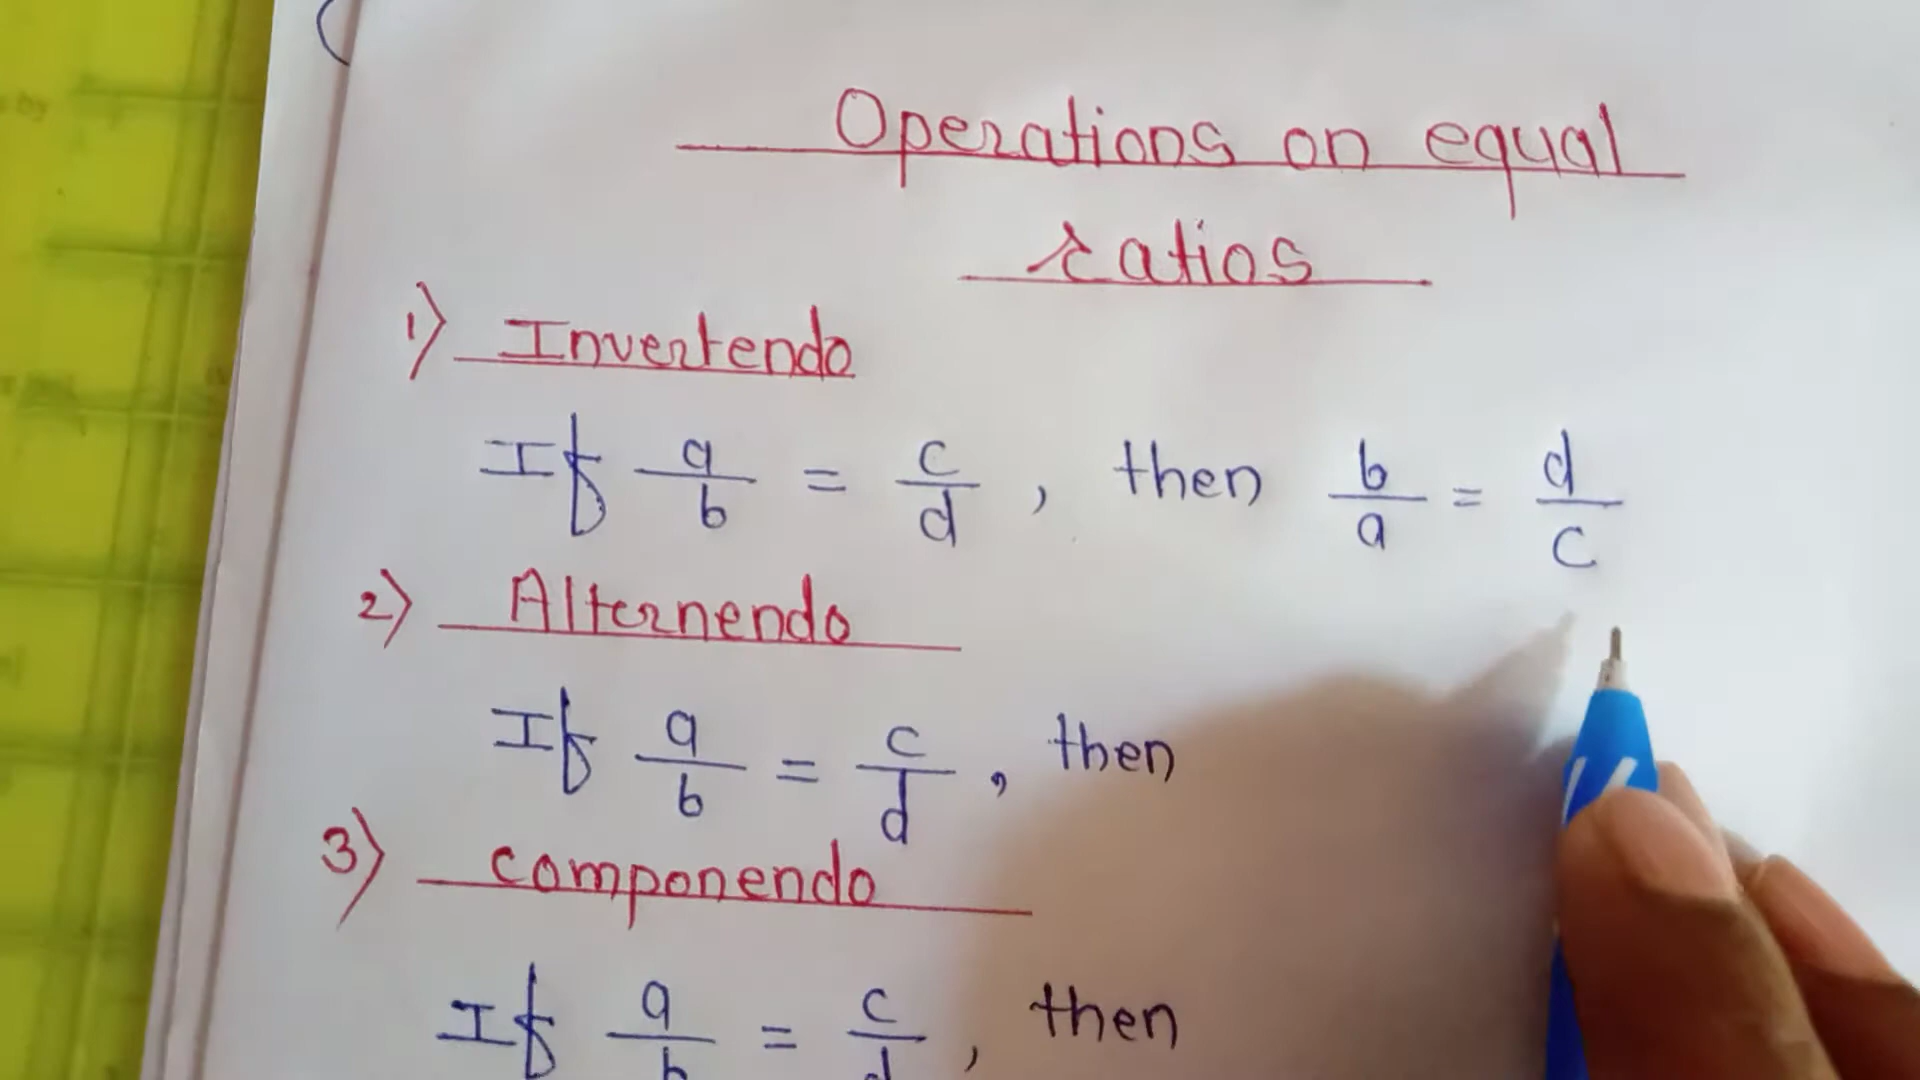 Operations on equal
ratios
1) Invertendo
If a/b = c/d , then b/a = d/c
2) Alternendo
If a/b = c/d , then
3) componendo
If a/b = c/d , then